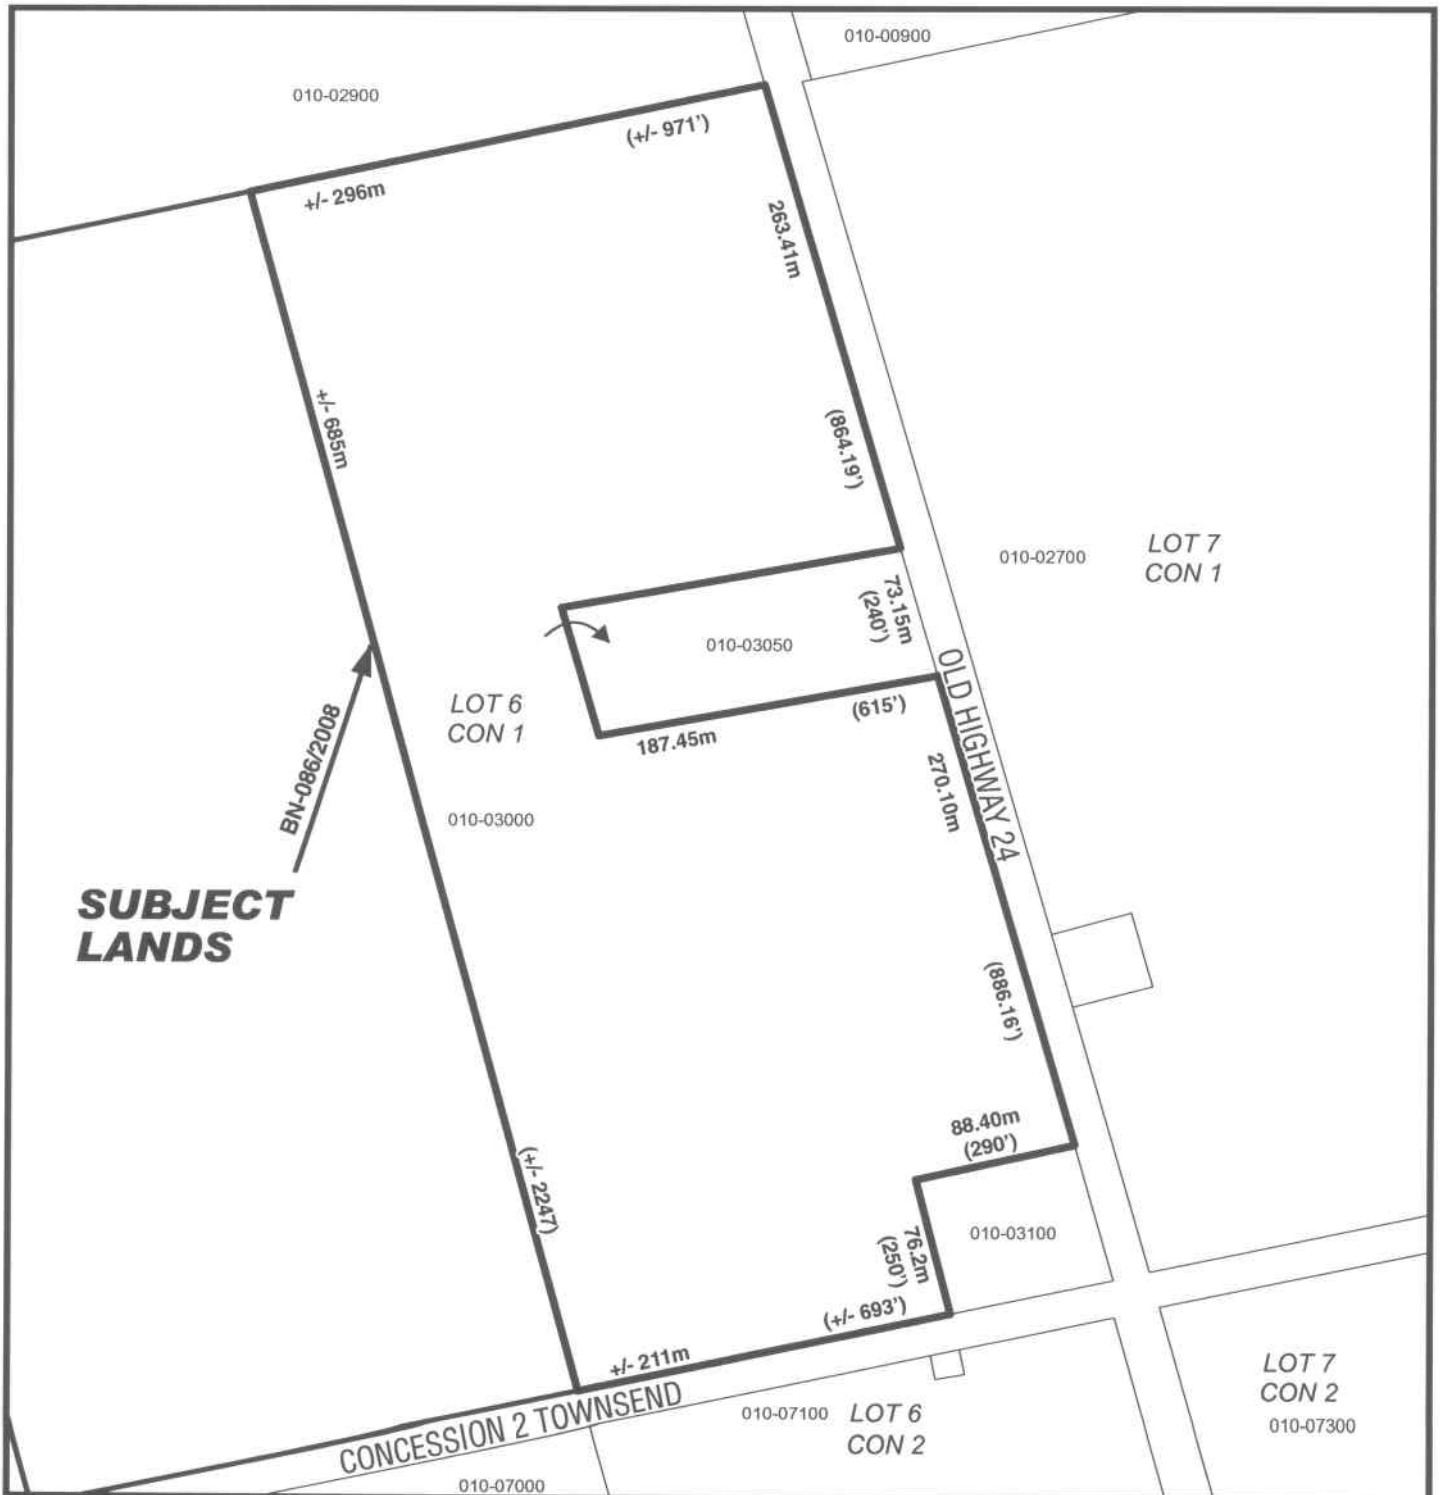 010-00900
010-02900
(+/- 971')
+/- 296m
263.41m
+/- 685m
(864.19')
LOT 7
CON 1
010-02700
73.15m
(240')
010-03050
LOT 6
CON 1
(615')
187.45m
OLD HIGHWAY 24
BN-086/2008
270.10m
010-03000
SUBJECT
LANDS
(886.16')
88.40m
(290')
(+/- 2247)
76.2m
(250')
010-03100
(+/- 693')
+/- 211m
CONCESSION 2 TOWNSEND
LOT 7
CON 2
010-07300
010-07100
LOT 6
CON 2
010-07000